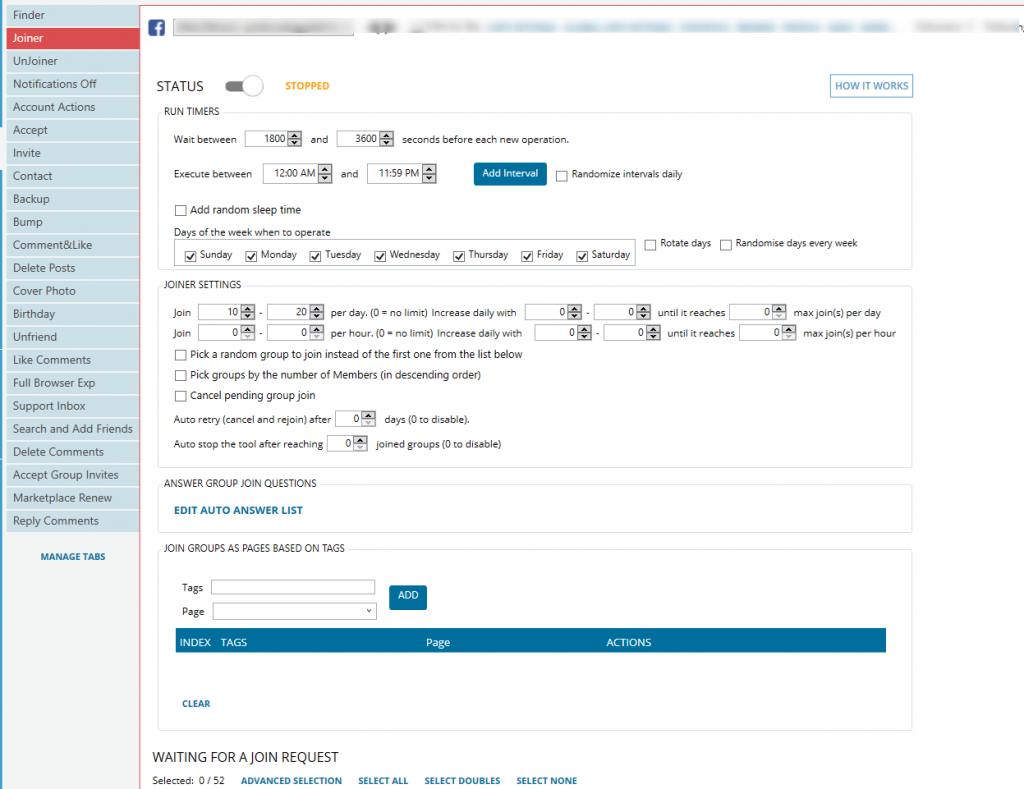 Finder
Joiner
UnJoiner
Notifications Off
Account Actions
Accept
Invite
Contact
Backup
Bump
Comment&Like
Delete Posts
Cover Photo
Birthday
Unfriend
Like Comments
Full Browser Exp
Support Inbox
Search and Add Friends
Delete Comments
Accept Group Invites
Marketplace Renew
Reply Comments
MANAGE TABS
STATUS STOPPED HOW IT WORKS
RUN TIMERS
Wait between 1800 and 3600 seconds before each new operation.
Execute between 12:00 AM and 11:59 PM Add Interval Randomize intervals daily
Add random sleep time
Days of the week when to operate
Sunday Monday Tuesday Wednesday Thursday Friday Saturday Rotate days Randomise days every week
JOINER SETTINGS
Join 10 - 20 per day. (0 = no limit) Increase daily with 0 - 0 until it reaches 0 max join(s) per day
Join 0 - 0 per hour. (0 = no limit) Increase daily with 0 - 0 until it reaches 0 max join(s) per hour
Pick a random group to join instead of the first one from the list below
Pick groups by the number of Members (in descending order)
Cancel pending group join
Auto retry (cancel and rejoin) after 0 days (0 to disable).
Auto stop the tool after reaching 0 joined groups (0 to disable)
ANSWER GROUP JOIN QUESTIONS
EDIT AUTO ANSWER LIST
JOIN GROUPS AS PAGES BASED ON TAGS
Tags
ADD
Page
INDEX TAGS Page ACTIONS
CLEAR
WAITING FOR A JOIN REQUEST
Selected: 0 / 52 ADVANCED SELECTION SELECT ALL SELECT DOUBLES SELECT NONE